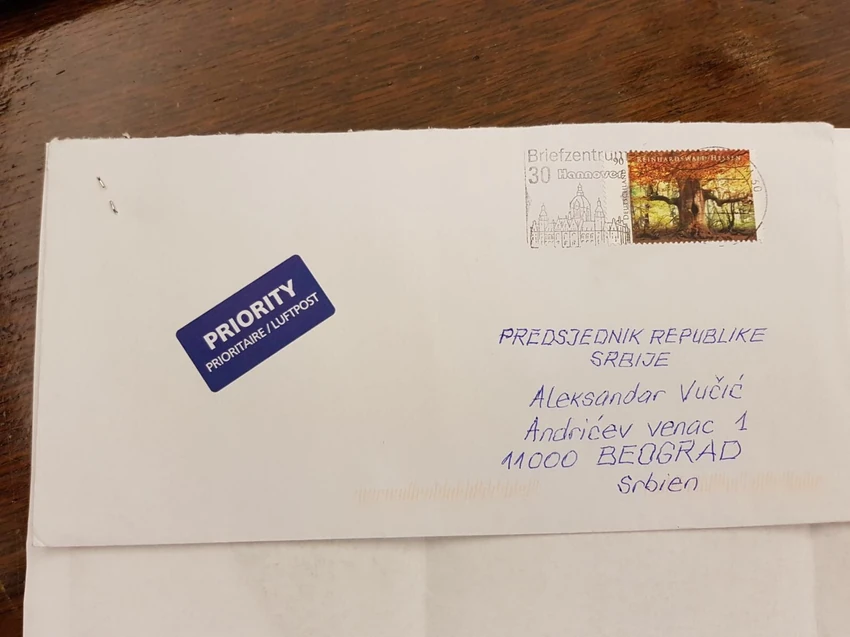 Briefzentrum
30 Hannover
REINHARDSWALD HESSEN
90
PRIORITY
PRIORITAIRE / LUFTPOST
PREDSJEDNIK REPUBLIKE
SRBIJE
Aleksandar Vučić
Andrićev venac 1
11000 BEOGRAD
Srbien